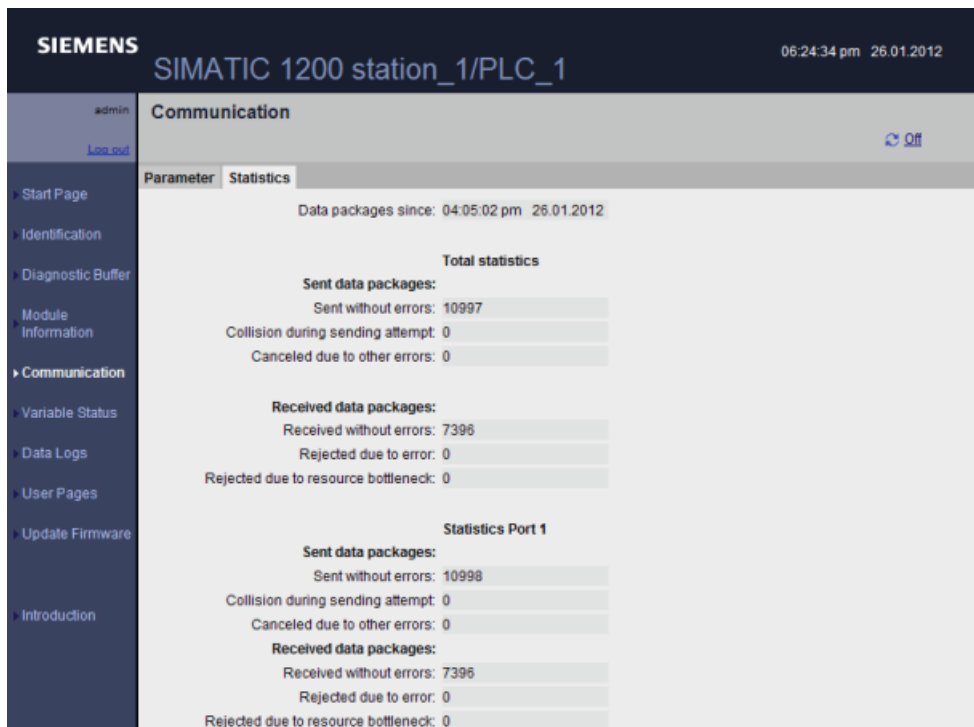 SIEMENS
SIMATIC 1200 station_1/PLC_1
06:24:34 pm 26.01.2012
admin
Log out
Communication
Off
Start Page
Identification
Diagnostic Buffer
Module
Information
Communication
Variable Status
Data Logs
User Pages
Update Firmware
Introduction
Parameter Statistics
Data packages since: 04:05:02 pm 26.01.2012
Total statistics
Sent data packages:
Sent without errors: 10997
Collision during sending attempt: 0
Canceled due to other errors: 0
Received data packages:
Received without errors: 7396
Rejected due to error: 0
Rejected due to resource bottleneck: 0
Statistics Port 1
Sent data packages:
Sent without errors: 10998
Collision during sending attempt: 0
Canceled due to other errors: 0
Received data packages:
Received without errors: 7396
Rejected due to error: 0
Rejected due to resource bottleneck: 0